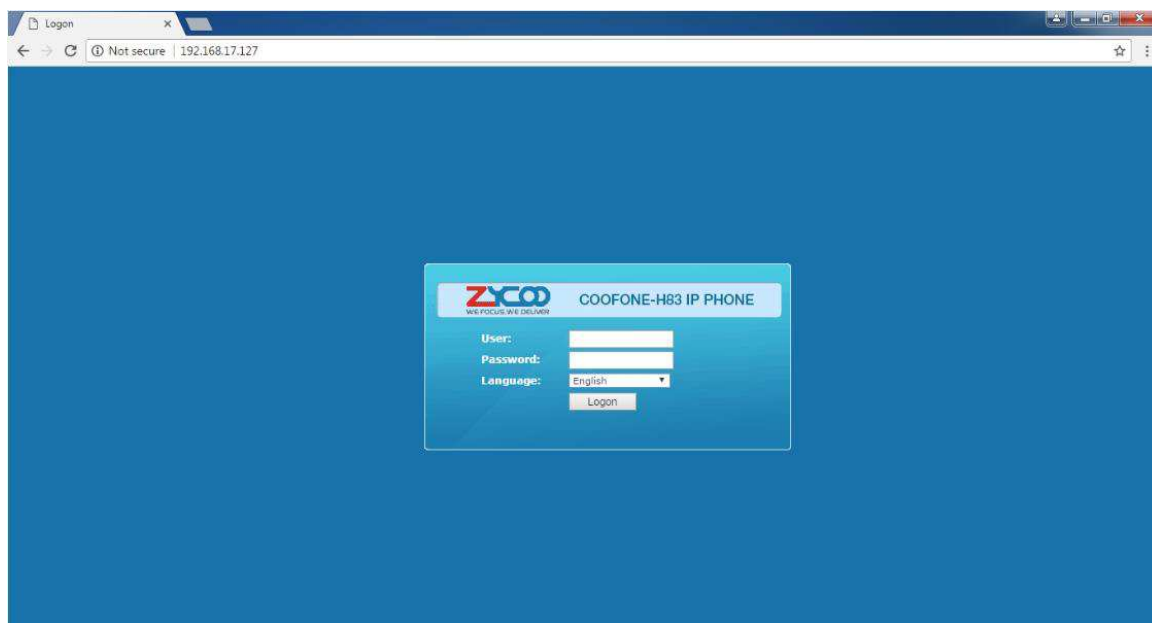 Logon
Not secure | 192.168.17.127
ZYCOO
WE FOCUS, WE DELIVER
COOFONE-H83 IP PHONE
User:
Password:
Language: English
Logon